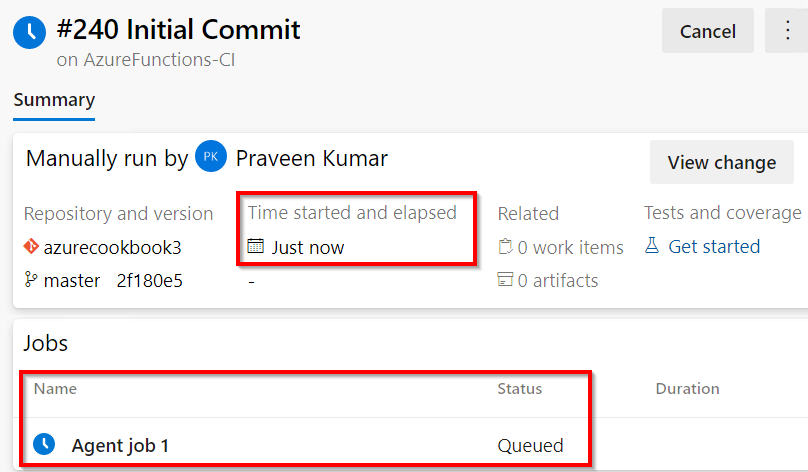 #240 Initial Commit
Cancel
on AzureFunctions-CI
Summary
Manually run by PK Praveen Kumar
View change
Repository and version
azurecookbook3
master 2f180e5
Time started and elapsed
Just now
-
Related
0 work items
0 artifacts
Tests and coverage
Get started
Jobs
Name Status Duration
Agent job 1 Queued